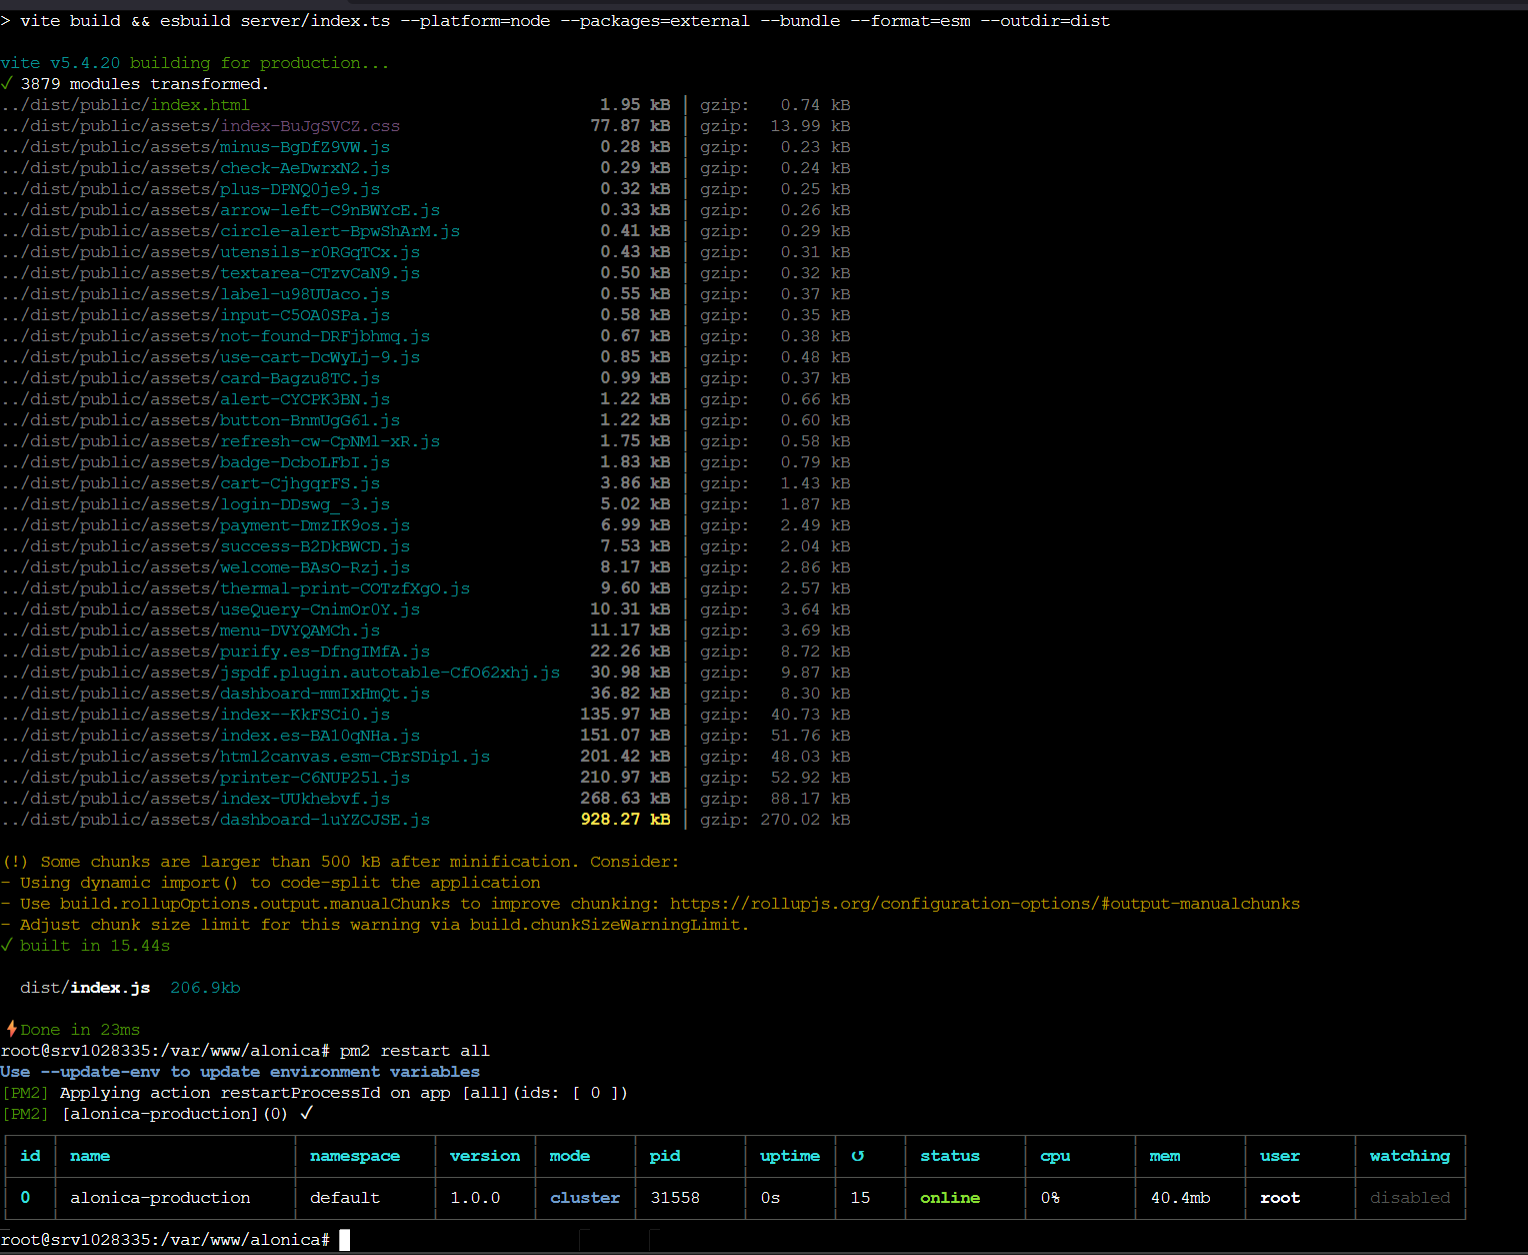 > vite build && esbuild server/index.ts --platform=node --packages=external --bundle --format=esm --outdir=dist
vite v5.4.20 building for production...
✓ 3879 modules transformed.
../dist/public/index.html 1.95 kB │ gzip: 0.74 kB
../dist/public/assets/index-BuJgSVCZ.css 77.87 kB │ gzip: 13.99 kB
../dist/public/assets/minus-BgDfZ9VW.js 0.28 kB │ gzip: 0.23 kB
../dist/public/assets/check-AeDwrxN2.js 0.29 kB │ gzip: 0.24 kB
../dist/public/assets/plus-DPNQ0je9.js 0.32 kB │ gzip: 0.25 kB
../dist/public/assets/arrow-left-C9nBWYcE.js 0.33 kB │ gzip: 0.26 kB
../dist/public/assets/circle-alert-BpwShArM.js 0.41 kB │ gzip: 0.29 kB
../dist/public/assets/utensils-r0RGqTCx.js 0.43 kB │ gzip: 0.31 kB
../dist/public/assets/textarea-CTzvCaN9.js 0.50 kB │ gzip: 0.32 kB
../dist/public/assets/label-u98UUaco.js 0.55 kB │ gzip: 0.37 kB
../dist/public/assets/input-C5OA0SPa.js 0.58 kB │ gzip: 0.35 kB
../dist/public/assets/not-found-DRFjbhmq.js 0.67 kB │ gzip: 0.38 kB
../dist/public/assets/use-cart-DcWyLj-9.js 0.85 kB │ gzip: 0.48 kB
../dist/public/assets/card-Bagzu8TC.js 0.99 kB │ gzip: 0.37 kB
../dist/public/assets/alert-CYCPK3BN.js 1.22 kB │ gzip: 0.66 kB
../dist/public/assets/button-BnmUgG61.js 1.22 kB │ gzip: 0.60 kB
../dist/public/assets/refresh-cw-CpNMl-xR.js 1.75 kB │ gzip: 0.58 kB
../dist/public/assets/badge-DcboLFbI.js 1.83 kB │ gzip: 0.79 kB
../dist/public/assets/cart-CjhgqrFS.js 3.86 kB │ gzip: 1.43 kB
../dist/public/assets/login-DDswg_-3.js 5.02 kB │ gzip: 1.87 kB
../dist/public/assets/payment-DmzIK9os.js 6.99 kB │ gzip: 2.49 kB
../dist/public/assets/success-B2DkBWCD.js 7.53 kB │ gzip: 2.04 kB
../dist/public/assets/welcome-BAsO-Rzj.js 8.17 kB │ gzip: 2.86 kB
../dist/public/assets/thermal-print-COTzfXgO.js 9.60 kB │ gzip: 2.57 kB
../dist/public/assets/useQuery-CnimOr0Y.js 10.31 kB │ gzip: 3.64 kB
../dist/public/assets/menu-DVYQAMCh.js 11.17 kB │ gzip: 3.69 kB
../dist/public/assets/purify.es-DfngIMfA.js 22.26 kB │ gzip: 8.72 kB
../dist/public/assets/jspdf.plugin.autotable-CfO62xhj.js 30.98 kB │ gzip: 9.87 kB
../dist/public/assets/dashboard-mmIxHmQt.js 36.82 kB │ gzip: 8.30 kB
../dist/public/assets/index--KkFSCi0.js 135.97 kB │ gzip: 40.73 kB
../dist/public/assets/index.es-BA10qNHa.js 151.07 kB │ gzip: 51.76 kB
../dist/public/assets/html2canvas.esm-CBrSDip1.js 201.42 kB │ gzip: 48.03 kB
../dist/public/assets/printer-C6NUP25l.js 210.97 kB │ gzip: 52.92 kB
../dist/public/assets/index-UUkhebvf.js 268.63 kB │ gzip: 88.17 kB
../dist/public/assets/dashboard-1uYZCJSE.js 928.27 kB │ gzip: 270.02 kB
(!) Some chunks are larger than 500 kB after minification. Consider:
- Using dynamic import() to code-split the application
- Use build.rollupOptions.output.manualChunks to improve chunking: https://rollupjs.org/configuration-options/#output-manualchunks
- Adjust chunk size limit for this warning via build.chunkSizeWarningLimit.
✓ built in 15.44s
dist/index.js 206.9kb
⚡Done in 23ms
root@srv1028335:/var/www/alonica# pm2 restart all
Use --update-env to update environment variables
[PM2] Applying action restartProcessId on app [all](ids: [ 0 ])
[PM2] [alonica-production](0) ✓
id │ name │ namespace │ version │ mode │ pid │ uptime │ ↺ │ status │ cpu │ mem │ user │ watching
0 │ alonica-production │ default │ 1.0.0 │ cluster │ 31558 │ 0s │ 15 │ online │ 0% │ 40.4mb │ root │ disabled
root@srv1028335:/var/www/alonica#